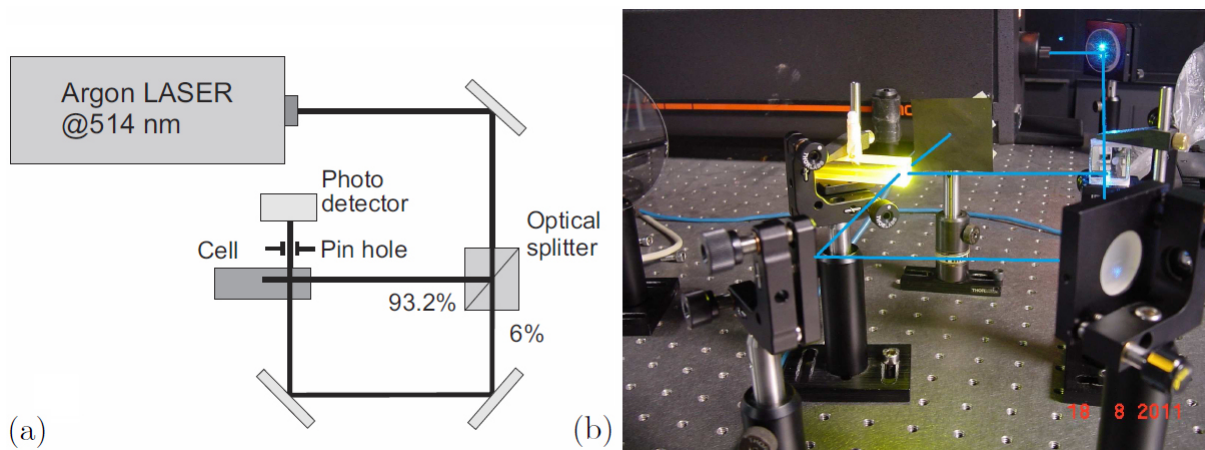 Argon LASER
@514 nm
Photo
detector
Optical
splitter
Cell
Pin hole
93.2%
6%
(a)
(b)
18 8 2011